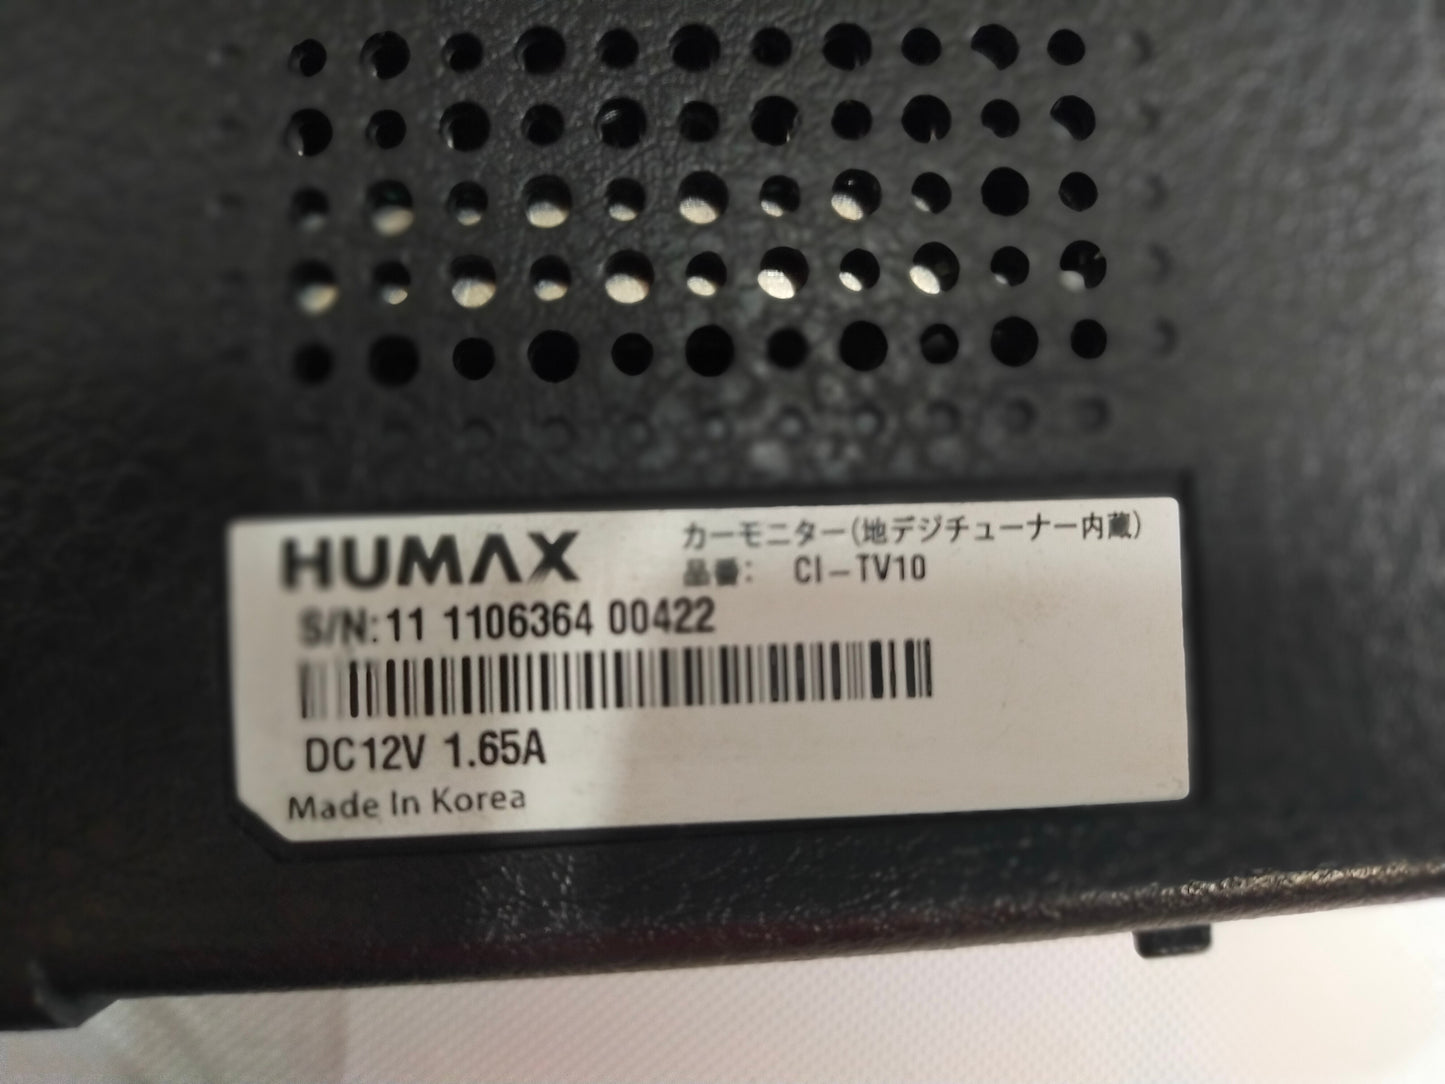 HUMAX
カーモニター(地デジチューナー内蔵)
品番: CI-TV10
S/N:11 1106364 00422
DC12V 1.65A
Made In Korea